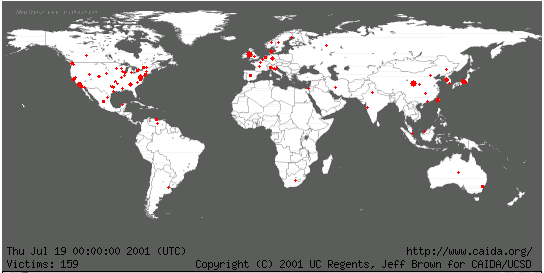 Thu Jul 19 00:00:00 2001 (UTC)
http://www.caida.org/
Victims: 159
Copyright (C) 2001 UC Regents, Jeff Brown for CAIDA/UCSD